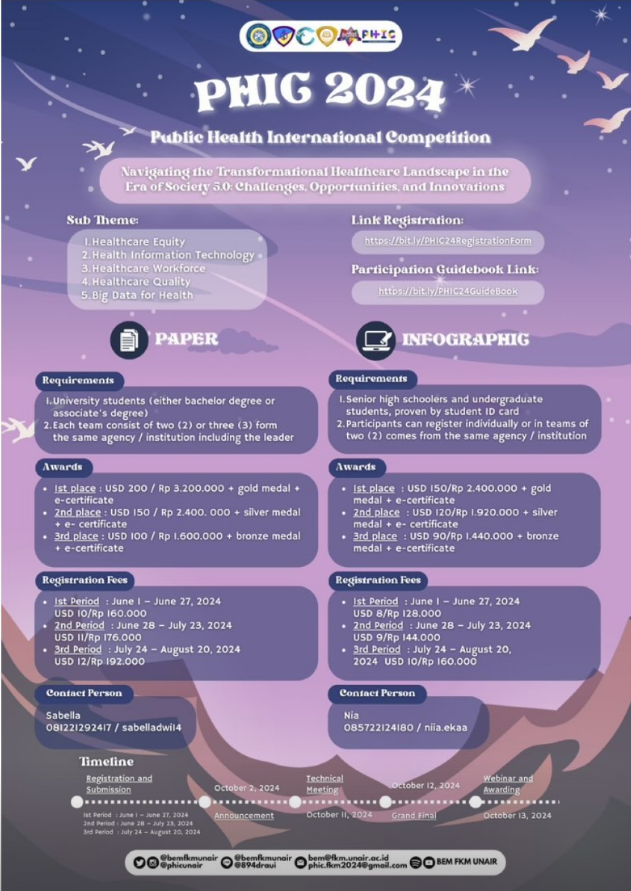 PHIC
PHIC 2024
Public Health International Competition
Navigating the Transformational Healthcare Landscape in the
Era of Society 5.0: Challenges, Opportunities, and Innovations
Sub Theme:
1.Healthcare Equity
2.Health Information Technology
3.Healthcare Workforce
4.Healthcare Quality
5.Big Data for Health
Link Registration:
https://bit.ly/PHIC24RegistrationForm
Participation Guidebook Link:
https://bit.ly/PHIC24GuideBook
PAPER
Requirements
1.University students (either bachelor degree or
associate's degree)
2.Each team consist of two (2) or three (3) form
the same agency / institution including the leader
Awards
• 1st place : USD 200 / Rp 3.200.000 + gold medal +
e-certificate
• 2nd place : USD 150 / Rp 2.400. 000 + silver medal
+ e- certificate
• 3rd place : USD 100 / Rp 1.600.000 + bronze medal
+ e-certificate
Registration Fees
• 1st Period : June 1 – June 27, 2024
USD 10/Rp 160.000
• 2nd Period : June 28 – July 23, 2024
USD 11/Rp 176.000
• 3rd Period : July 24 – August 20, 2024
USD 12/Rp 192.000
Contact Person
Sabella
081221292417 / sabelladwi14
INFOGRAPHIC
Requirements
1.Senior high schoolers and undergraduate
students, proven by student ID card
2.Participants can register individually or in teams of
two (2) comes from the same agency / institution
Awards
• 1st place : USD 150/Rp 2.400.000 + gold
medal + e-certificate
• 2nd place : USD 120/Rp 1.920.000 + silver
medal + e-certificate
• 3rd place : USD 90/Rp 1.440.000 + bronze
medal + e-certificate
Registration Fees
• 1st Period : June 1 – June 27, 2024
USD 8/Rp 128.000
• 2nd Period : June 28 – July 23, 2024
USD 9/Rp 144.000
• 3rd Period : July 24 – August 20,
2024 USD 10/Rp 160.000
Contact Person
Nia
085722124180 / niia.ekaa
Timeline
Registration and
Submission
1st Period : June 1 – June 27, 2024
2nd Period : June 28 – July 23, 2024
3rd Period : July 24 – August 20, 2024
October 2, 2024
Announcement
Technical
Meeting
October 11, 2024
October 12, 2024
Grand Final
Webinar and
Awarding
October 13, 2024
@bemfkmunair
@phicunair
@bemfkmunair
@894draui
bem@fkm.unair.ac.id
phic.fkm2024@gmail.com
BEM FKM UNAIR